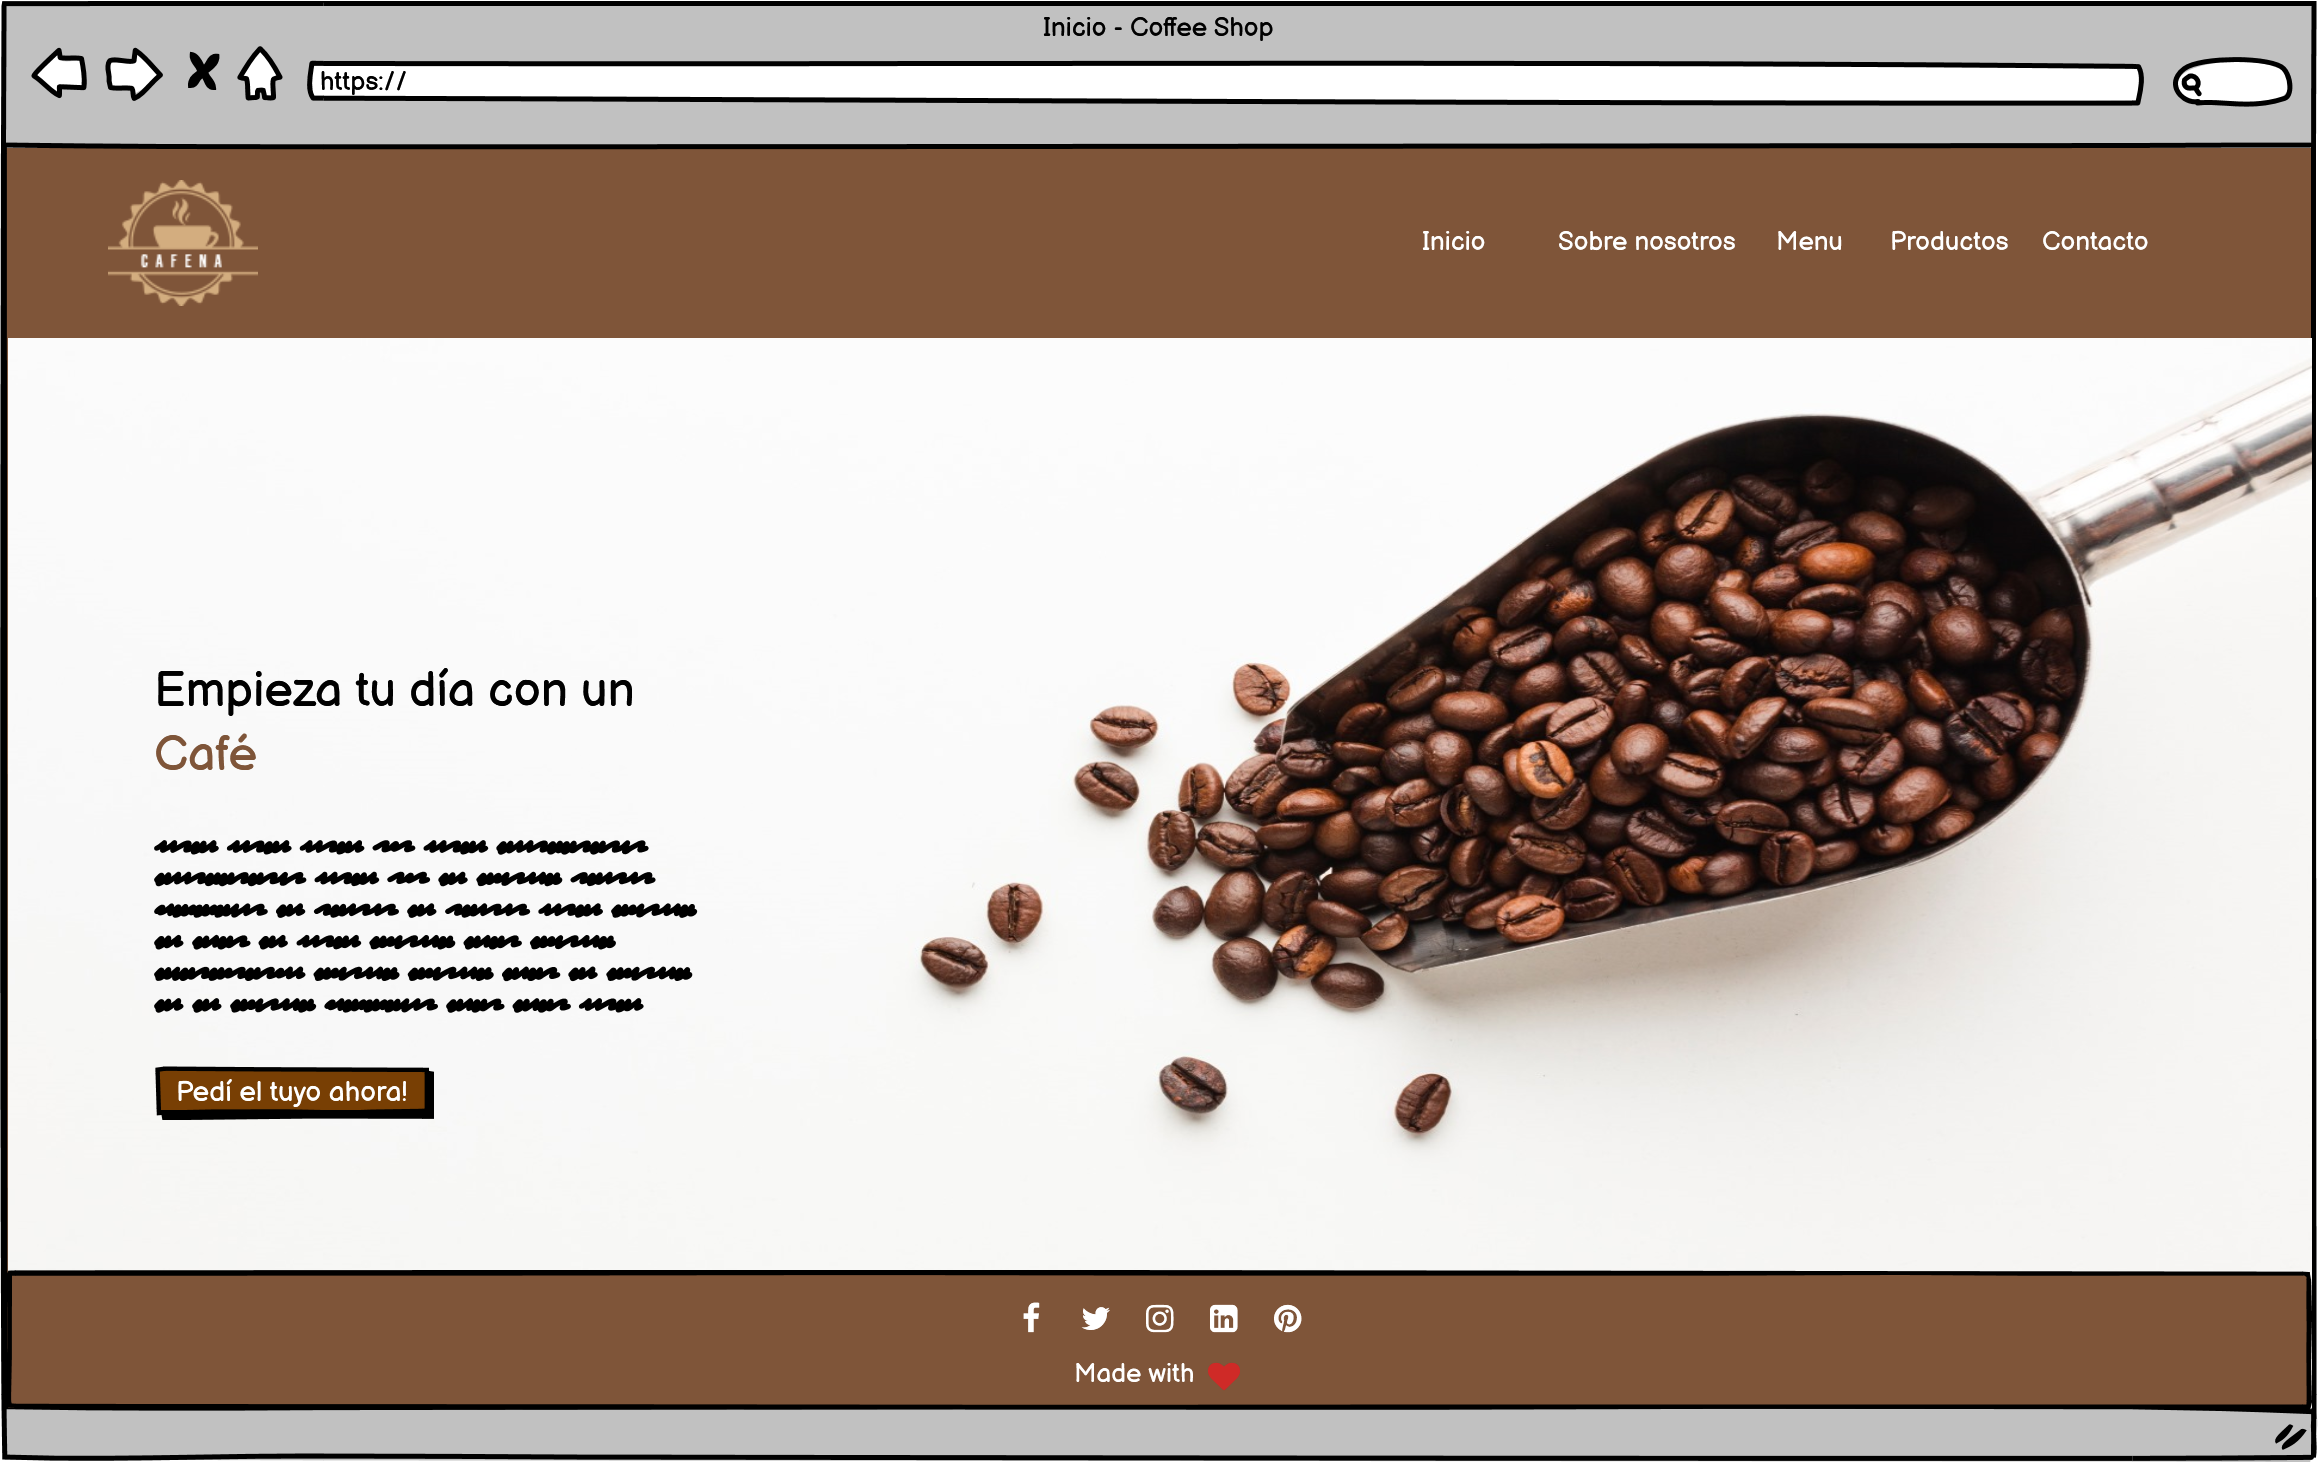 Inicio - Coffee Shop
https://
CAFENA
Inicio Sobre nosotros Menu Productos Contacto
Empieza tu día con un
Café
Pedí el tuyo ahora!
Made with